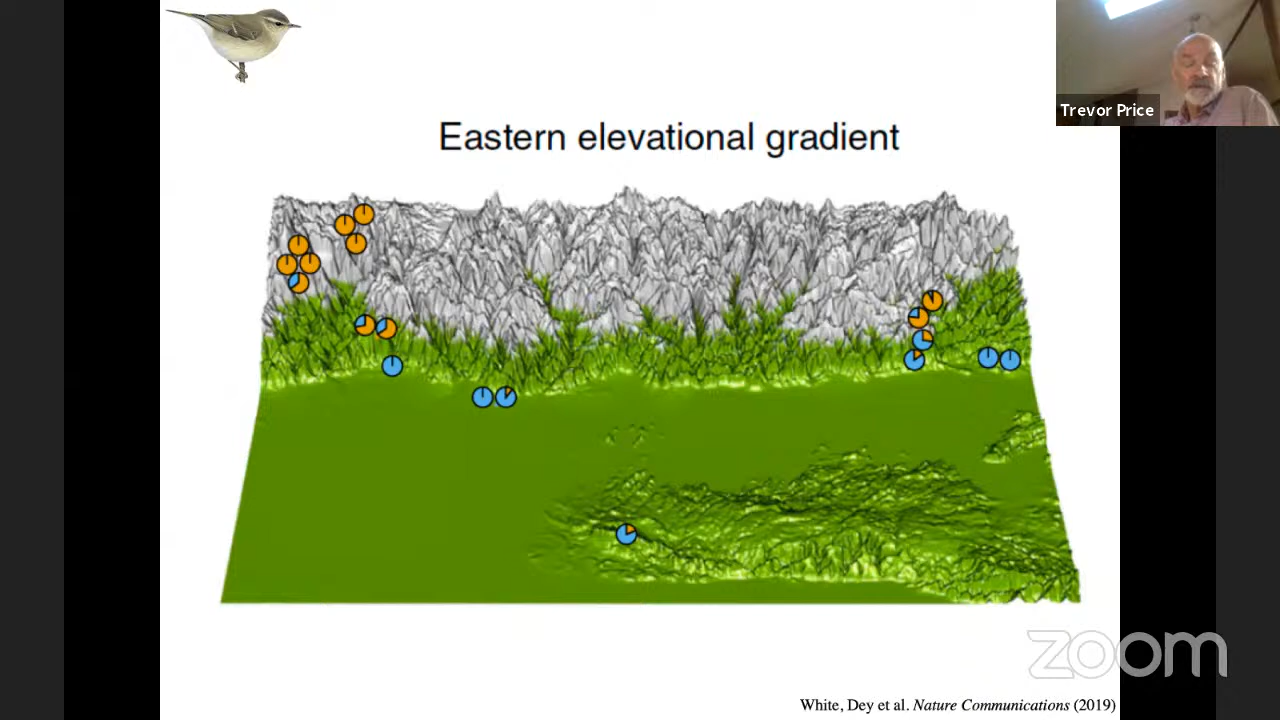 Trevor Price
Eastern elevational gradient
zoom
White, Dey et al. Nature Communications (2019)